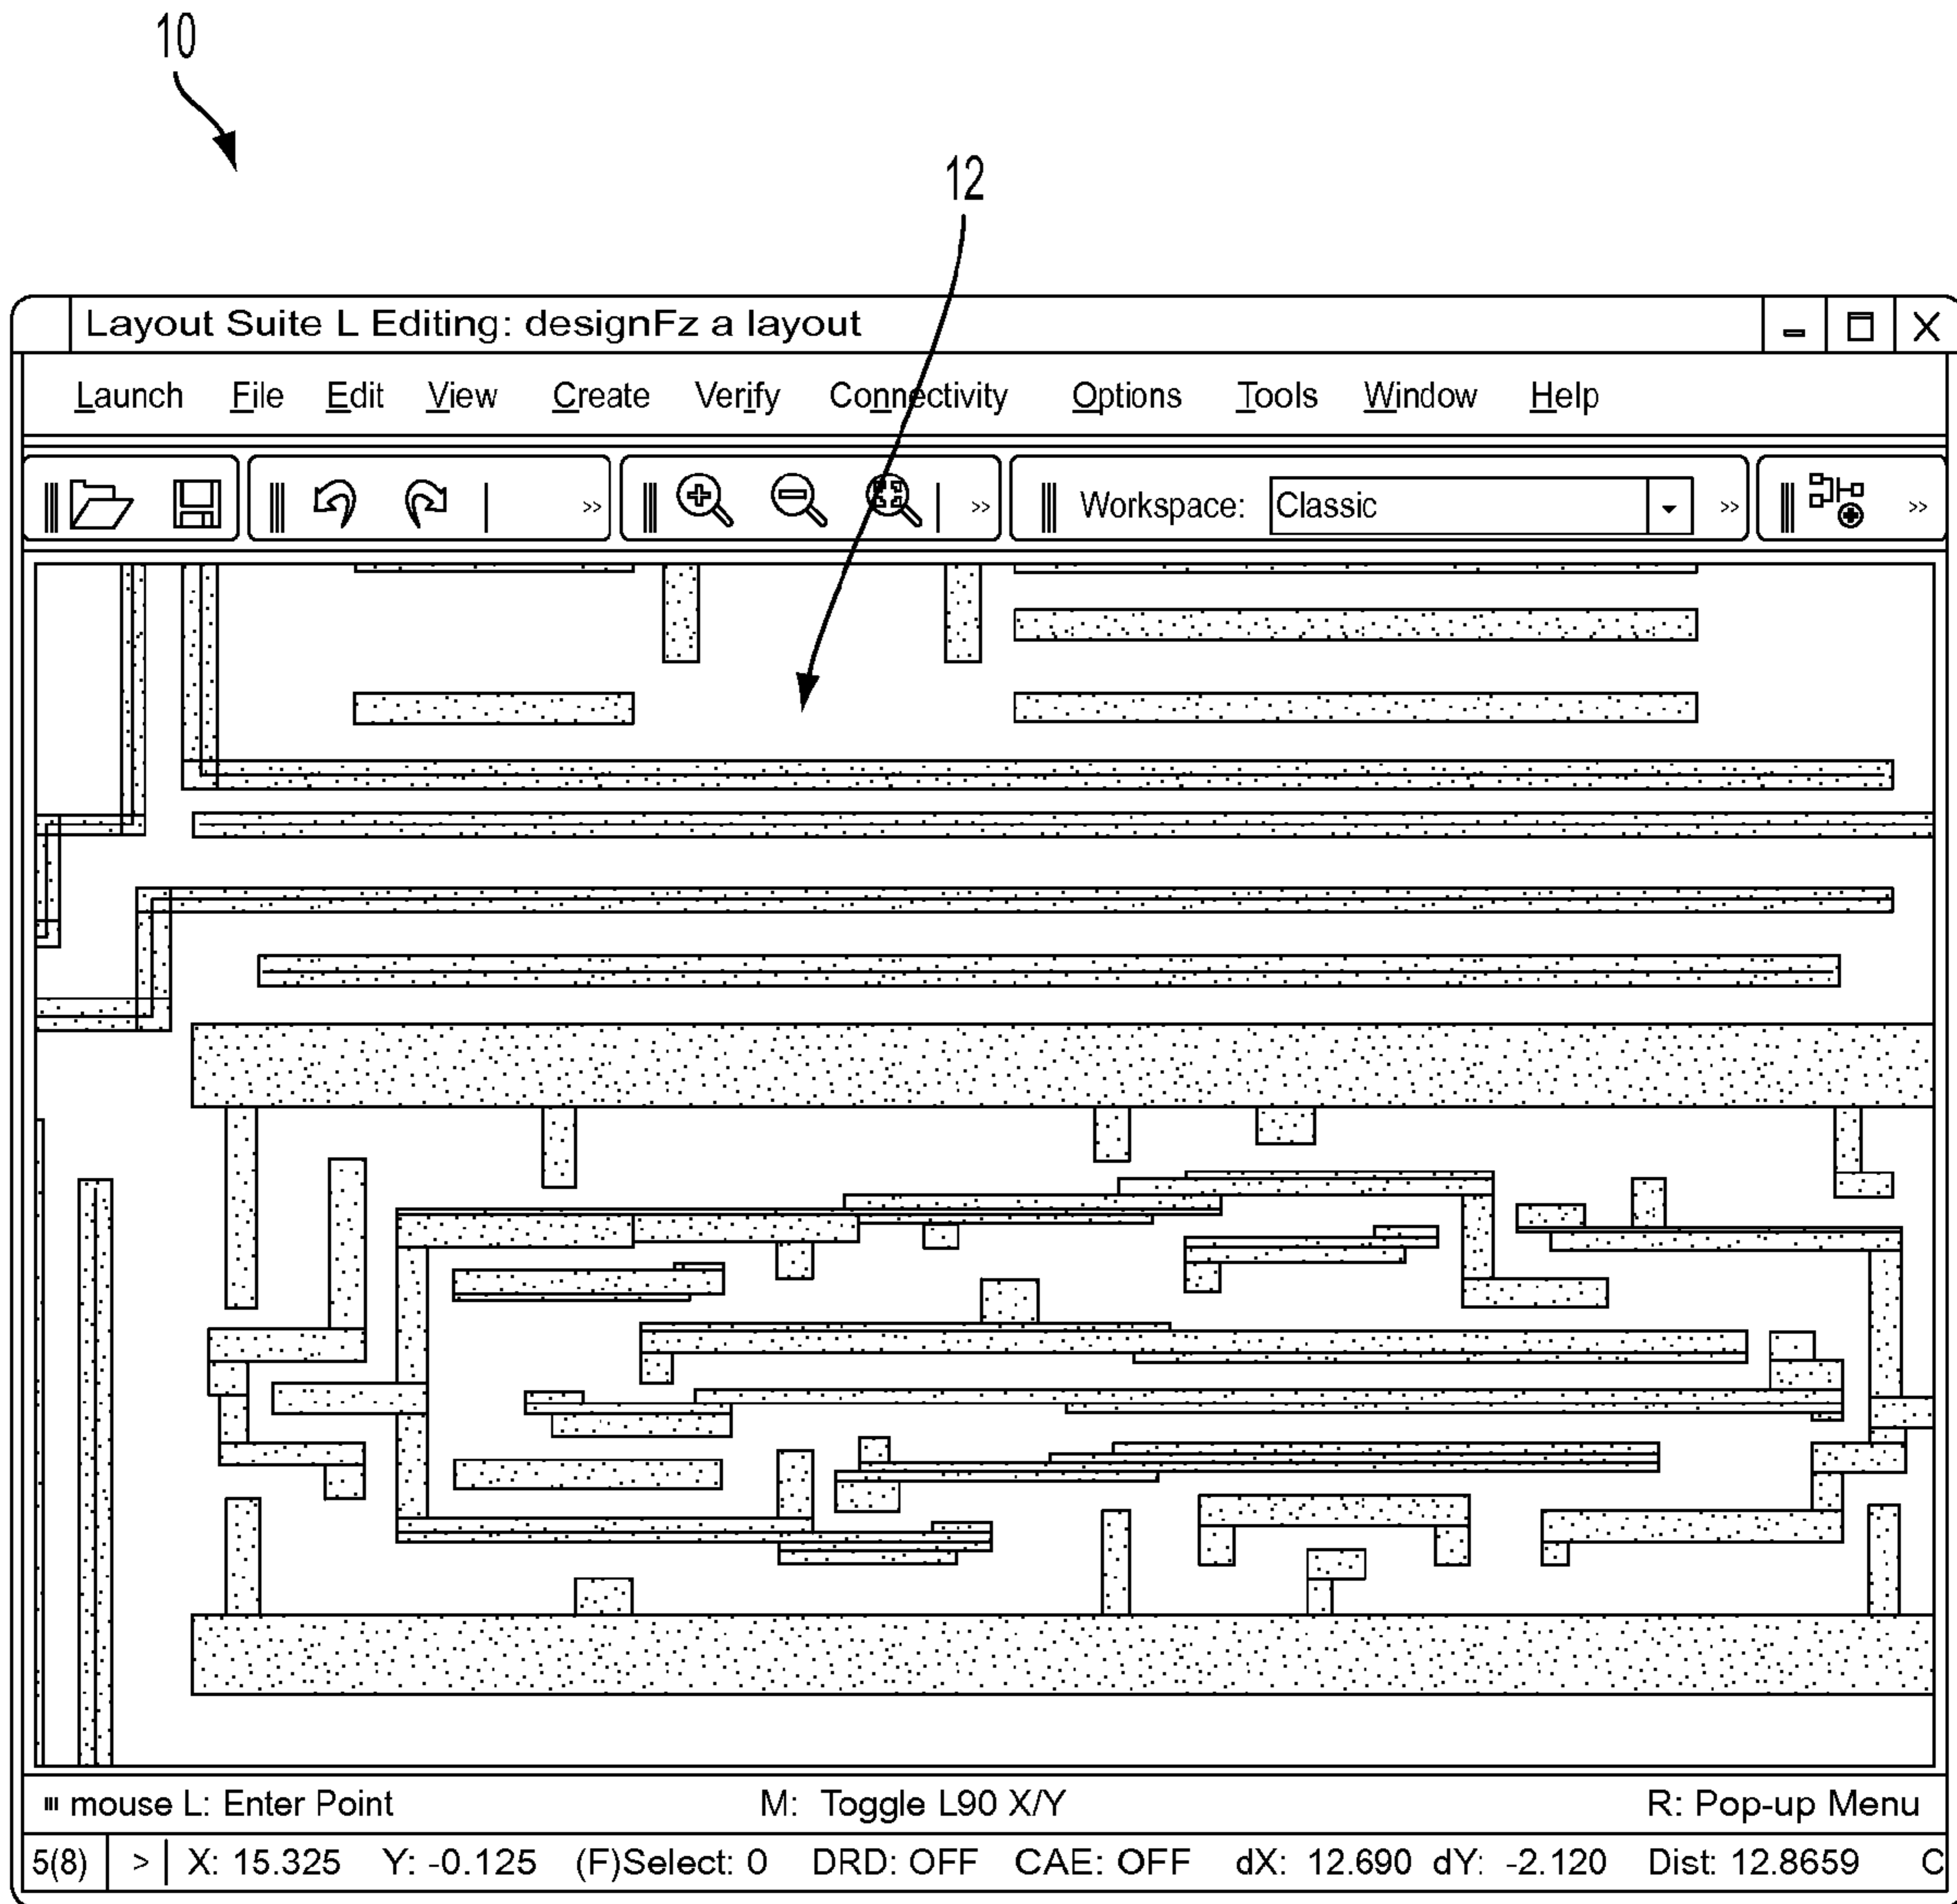 10
12
Layout Suite L Editing: designFz a layout
Launch File Edit View Create Verify Connectivity Options Tools Window Help
>> >> Workspace: Classic >> >>
mouse L: Enter Point M: Toggle L90 X/Y R: Pop-up Menu
5(8) > X: 15.325 Y: -0.125 (F)Select: 0 DRD: OFF CAE: OFF dX: 12.690 dY: -2.120 Dist: 12.8659 C